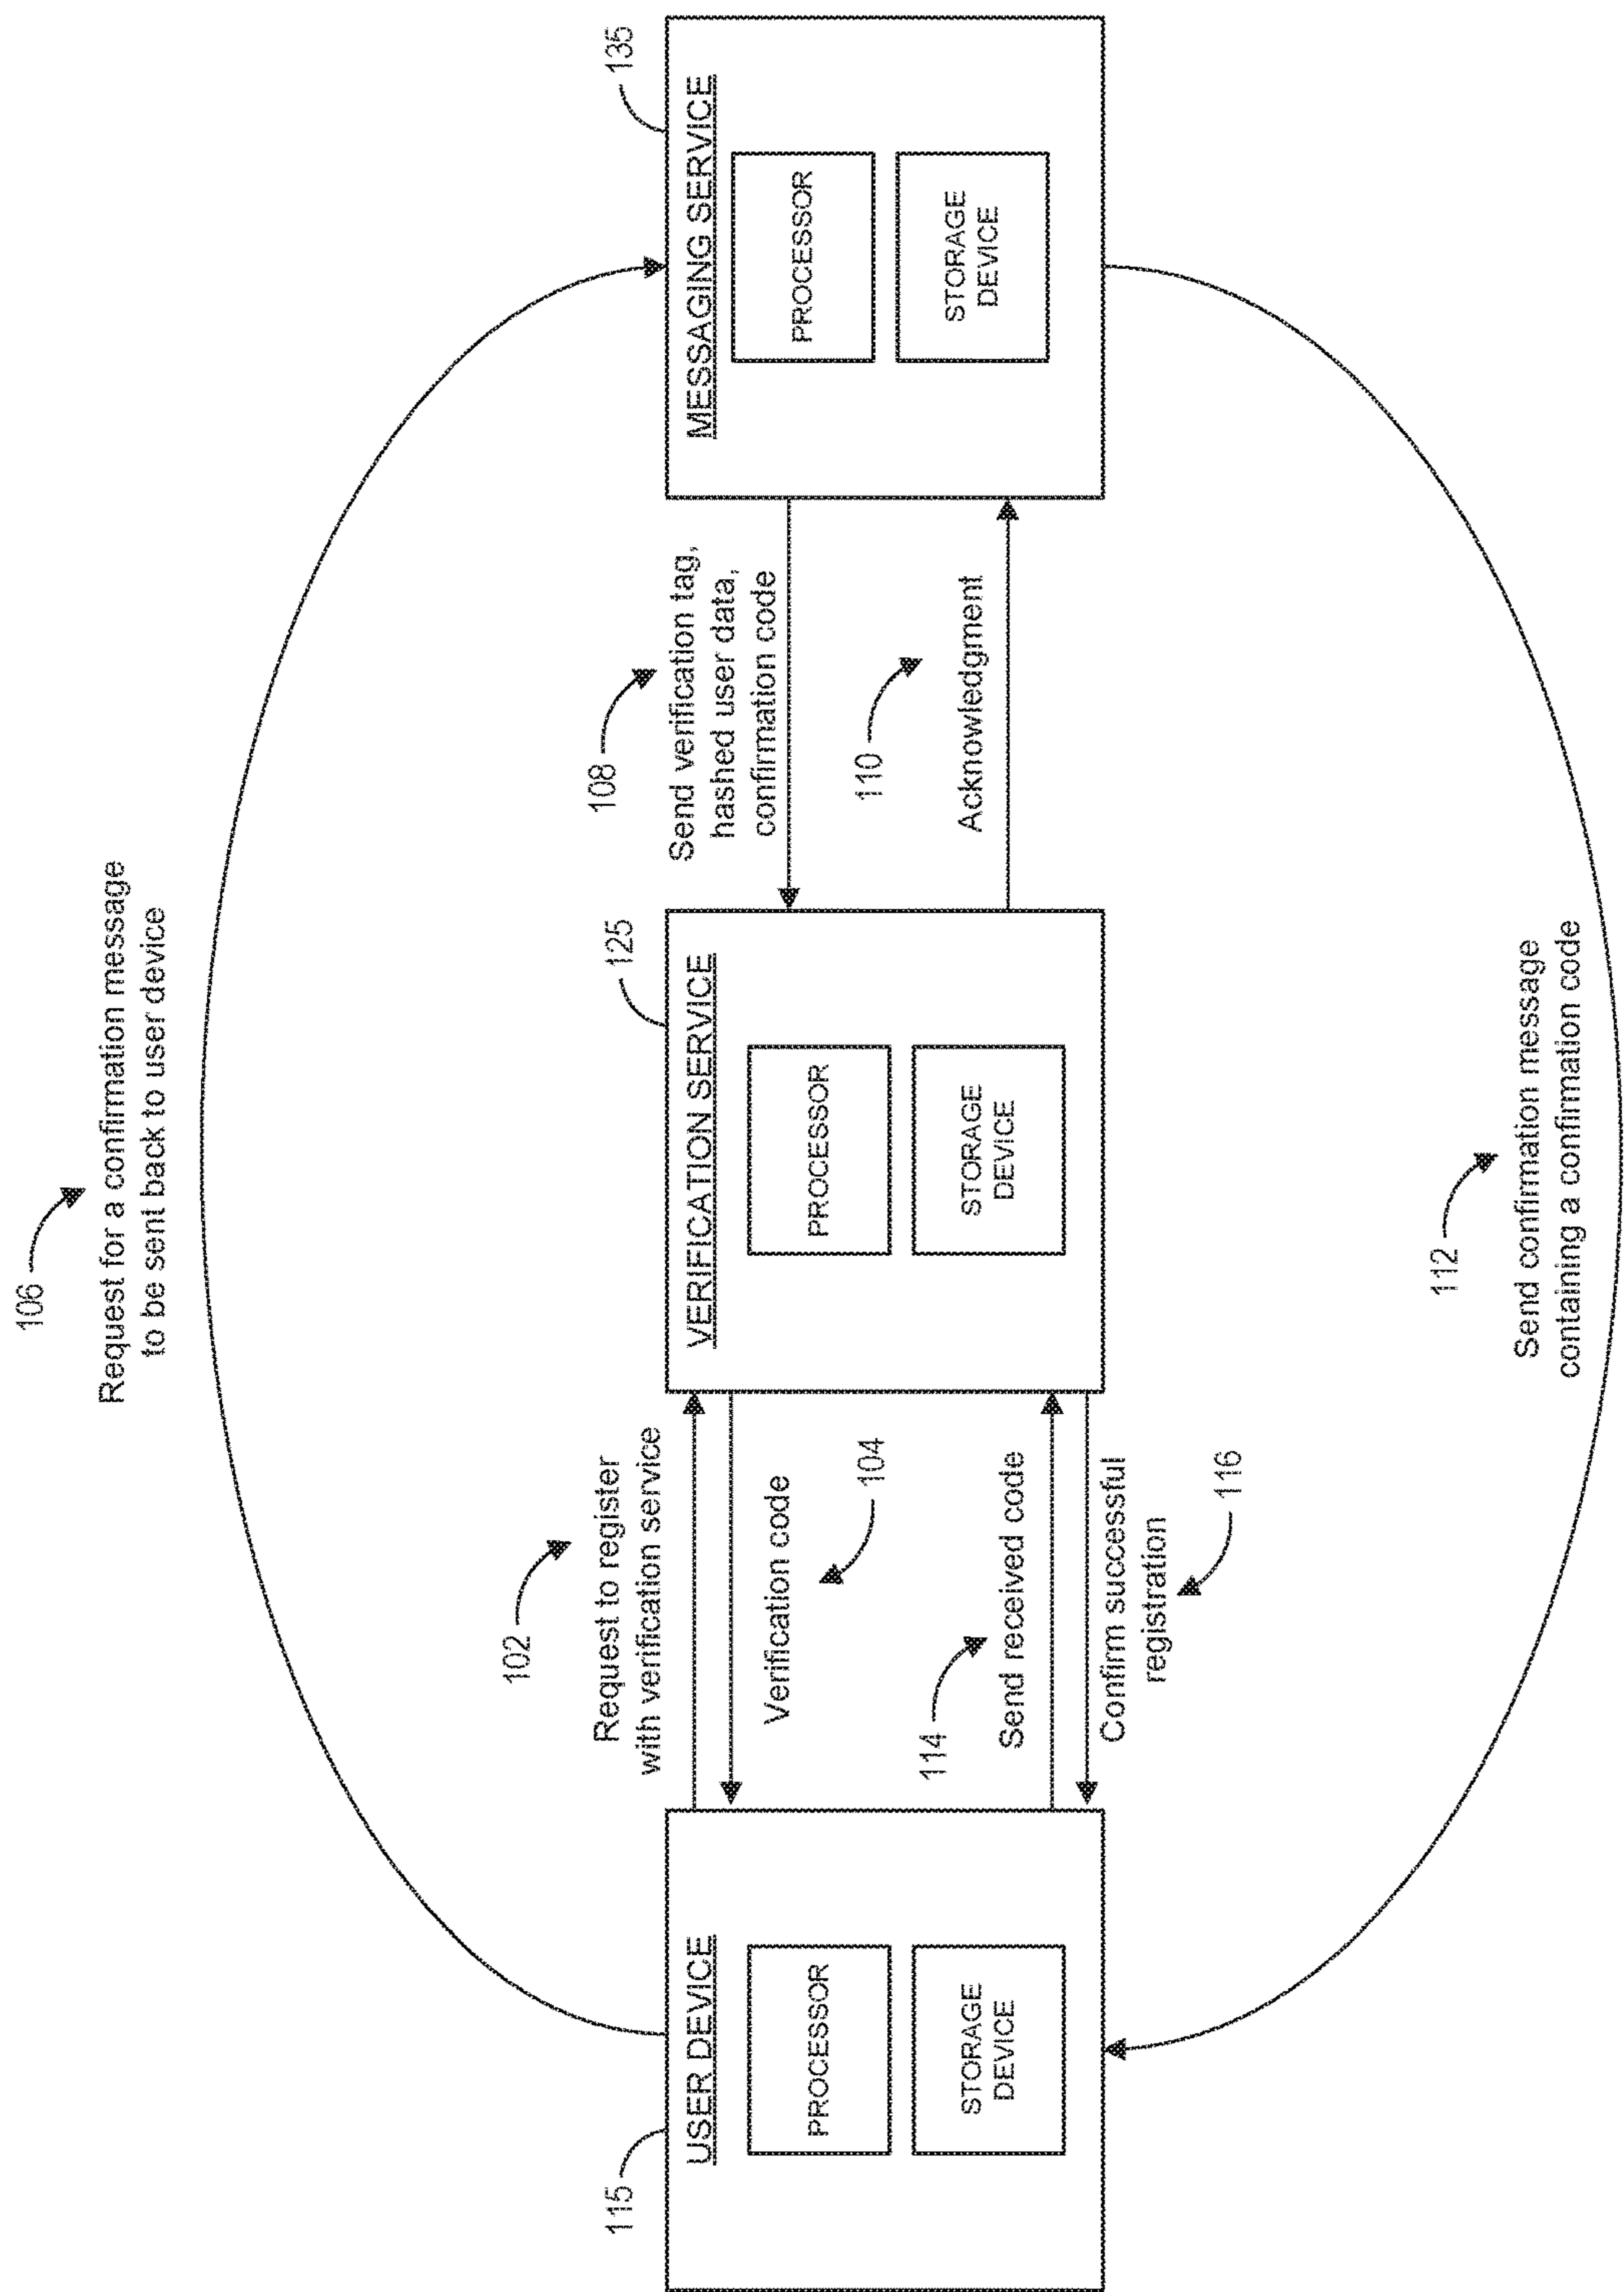 106
Request for a confirmation message
to be sent back to user device
102
Request to register
with verification service
108
Send verification tag,
hashed user data,
confirmation code
115
USER DEVICE
PROCESSOR
STORAGE
DEVICE
Verification code
104
114
Send received code
Confirm successful
registration
116
125
VERIFICATION SERVICE
PROCESSOR
STORAGE
DEVICE
110
Acknowledgment
135
MESSAGING SERVICE
PROCESSOR
STORAGE
DEVICE
112
Send confirmation message
containing a confirmation code